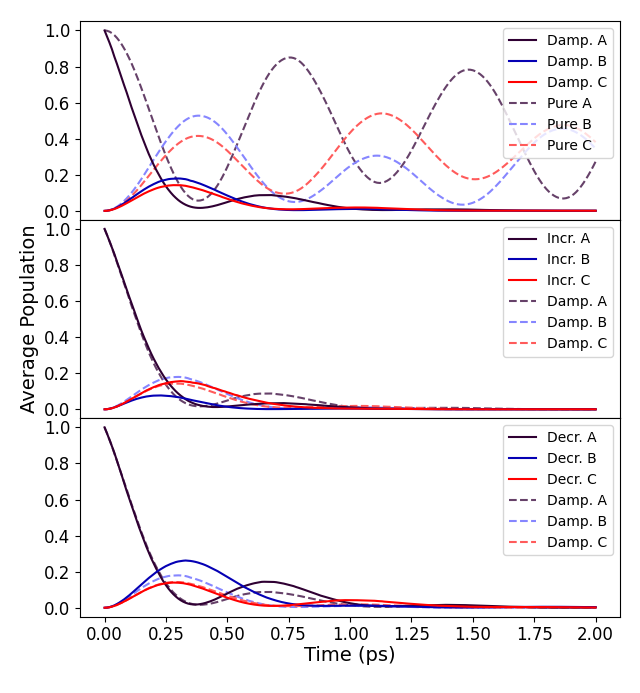 1.0
0.8
0.6
0.4
0.2
0.0
Damp. A
Damp. B
Damp. C
Pure A
Pure B
Pure C
1.0
0.8
0.6
0.4
0.2
0.0
Incr. A
Incr. B
Incr. C
Damp. A
Damp. B
Damp. C
Average Population
1.0
0.8
0.6
0.4
0.2
0.0
Decr. A
Decr. B
Decr. C
Damp. A
Damp. B
Damp. C
0.00 0.25 0.50 0.75 1.00 1.25 1.50 1.75 2.00
Time (ps)